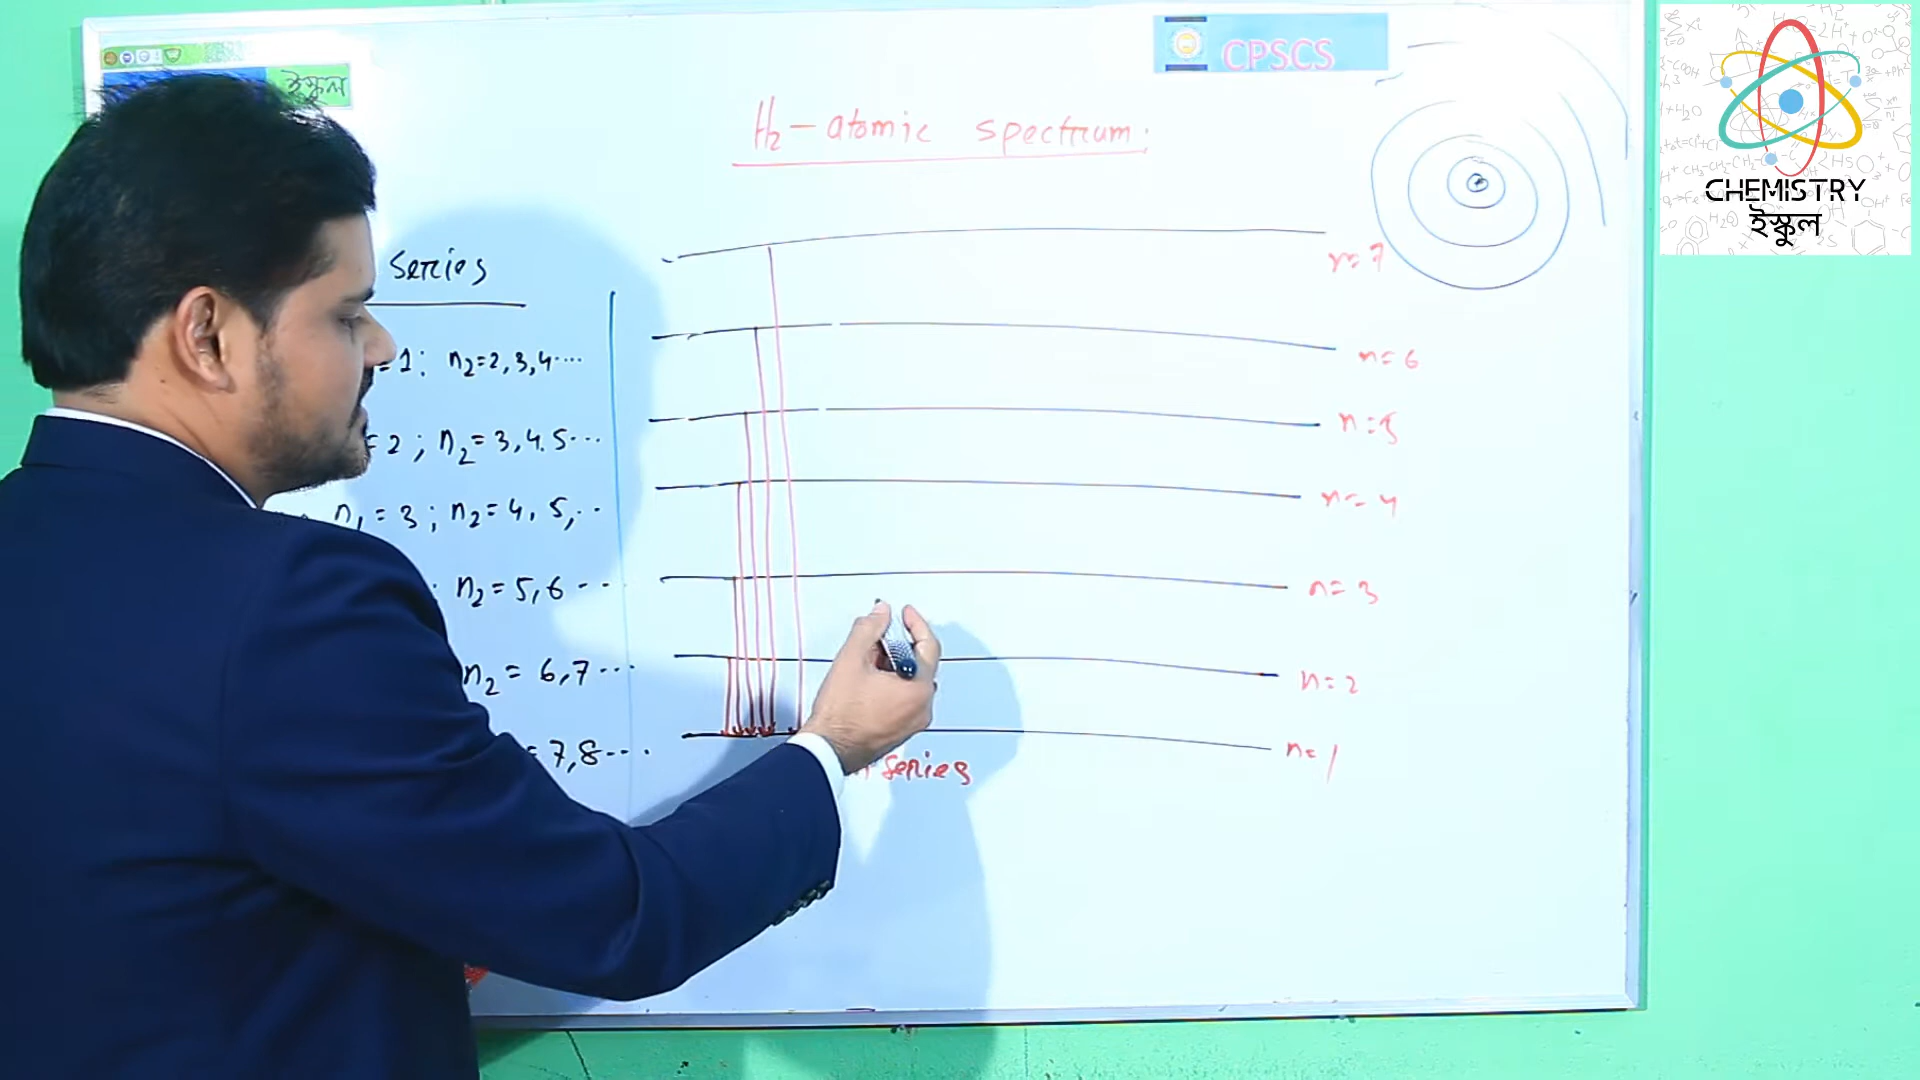 ইস্কুল
CPSCS
CHEMISTRY
ইস্কুল
H₂-atomic spectrum.
series
=1: n₂=2,3,4....
=2; n₂=3,4.5...
n₁=3; n₂=4,5,..
; n₂=5,6...
n₂=6,7...
=7,8....
n=7
n=6
n=5
n=4
n=3
n=2
n=1
series